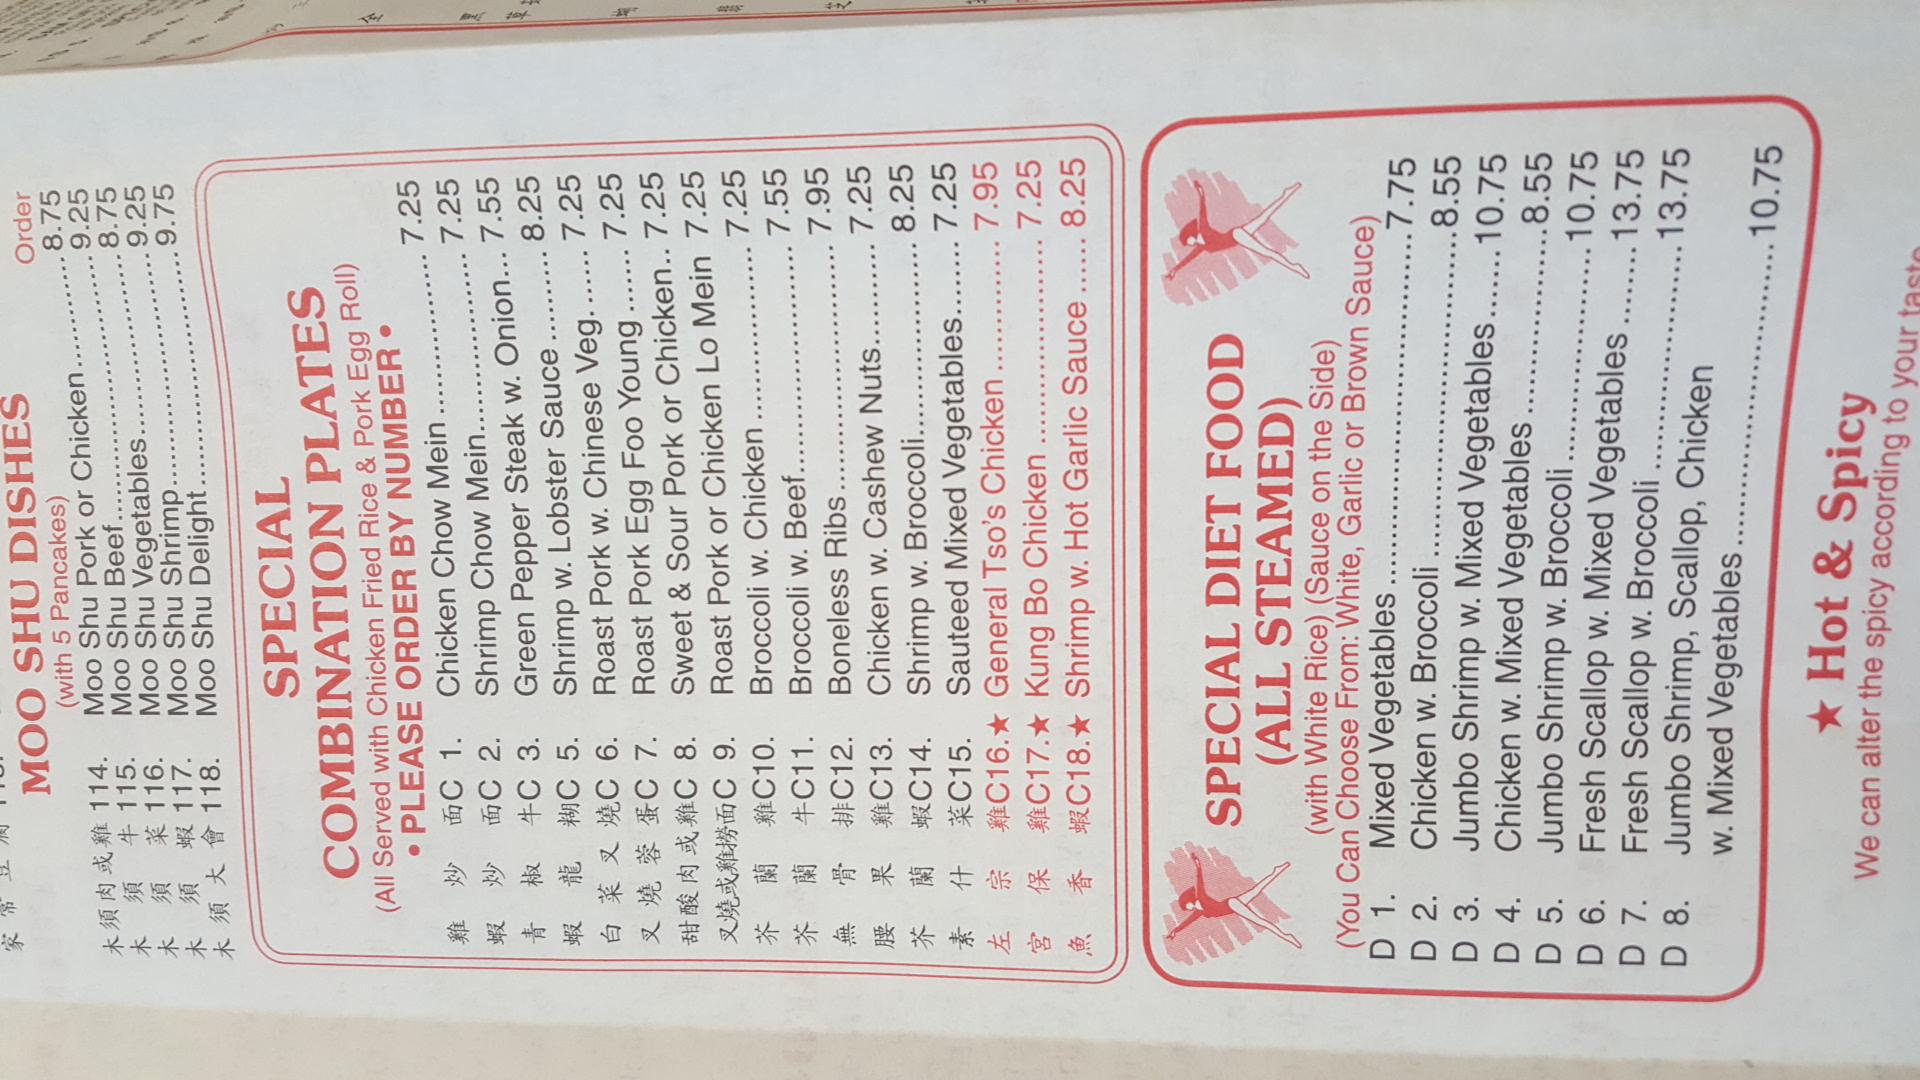 MOO SHU DISHES
(with 5 Pancakes) Order
木須肉或雞 114. Moo Shu Pork or Chicken 8.75
木須牛 115. Moo Shu Beef 9.25
木須菜 116. Moo Shu Vegetables 8.75
木須蝦 117. Moo Shu Shrimp 9.25
木須大會 118. Moo Shu Delight 9.75
SPECIAL
COMBINATION PLATES
(All Served with Chicken Fried Rice & Pork Egg Roll)
• PLEASE ORDER BY NUMBER •
雞炒面 C 1. Chicken Chow Mein 7.25
蝦炒面 C 2. Shrimp Chow Mein 7.25
青椒牛 C 3. Green Pepper Steak w. Onion 7.55
蝦龍糊 C 5. Shrimp w. Lobster Sauce 8.25
白菜叉燒 C 6. Roast Pork w. Chinese Veg. 7.25
叉燒蓉蛋 C 7. Roast Pork Egg Foo Young 7.25
甜酸肉或雞 C 8. Sweet & Sour Pork or Chicken 7.25
叉燒或雞撈面 C 9. Roast Pork or Chicken Lo Mein 7.25
芥蘭雞 C10. Broccoli w. Chicken 7.25
芥蘭牛 C11. Broccoli w. Beef 7.55
無骨排 C12. Boneless Ribs 7.95
腰果雞 C13. Chicken w. Cashew Nuts 7.25
芥蘭蝦 C14. Shrimp w. Broccoli 8.25
素什菜 C15. Sauteed Mixed Vegetables 7.25
左宗雞 C16.★ General Tso's Chicken 7.95
宮保雞 C17.★ Kung Bo Chicken 7.25
魚香蝦 C18.★ Shrimp w. Hot Garlic Sauce 8.25
SPECIAL DIET FOOD
(ALL STEAMED)
(with White Rice) (Sauce on the Side)
(You Can Choose From: White, Garlic or Brown Sauce)
D 1. Mixed Vegetables 7.75
D 2. Chicken w. Broccoli 8.55
D 3. Jumbo Shrimp w. Mixed Vegetables 10.75
D 4. Chicken w. Mixed Vegetables 8.55
D 5. Jumbo Shrimp w. Broccoli 10.75
D 6. Fresh Scallop w. Mixed Vegetables 13.75
D 7. Fresh Scallop w. Broccoli 13.75
D 8. Jumbo Shrimp, Scallop, Chicken
w. Mixed Vegetables 10.75
★ Hot & Spicy
We can alter the spicy according to your taste